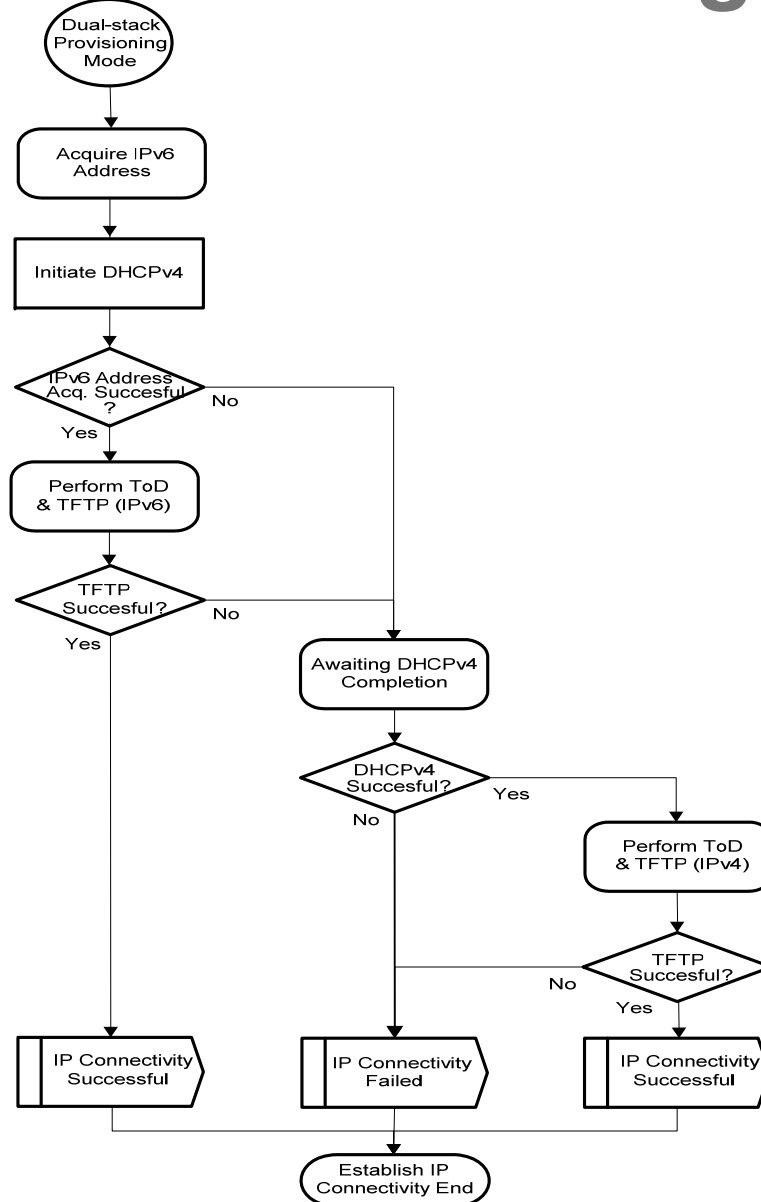 Dual-stack
Provisioning
Mode
Acquire IPv6
Address
Initiate DHCPv4
IPv6 Address
Acq. Succesful
?
No
Yes
Perform ToD
& TFTP (IPv6)
TFTP
Succesful?
No
Yes
Awaiting DHCPv4
Completion
DHCPv4
Succesful?
Yes
No
Perform ToD
& TFTP (IPv4)
TFTP
Succesful?
No
Yes
IP Connectivity
Successful
IP Connectivity
Failed
IP Connectivity
Successful
Establish IP
Connectivity End